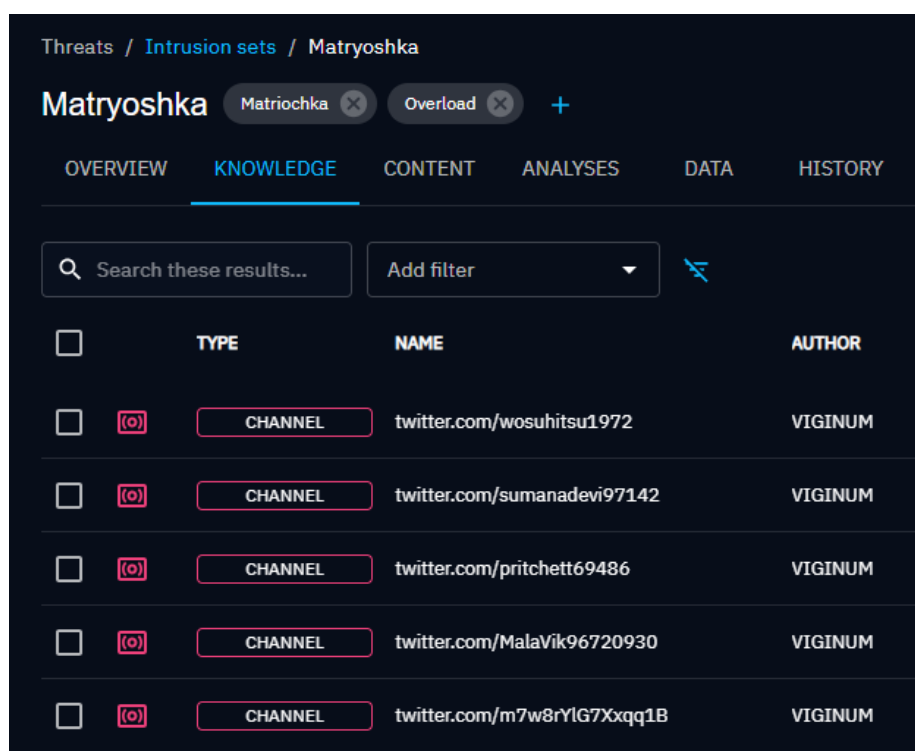 Threats / Intrusion sets / Matryoshka
Matryoshka Matriochka Overload +
OVERVIEW KNOWLEDGE CONTENT ANALYSES DATA HISTORY
Search these results... Add filter
TYPE NAME AUTHOR
CHANNEL twitter.com/wosuhitsu1972 VIGINUM
CHANNEL twitter.com/sumanadevi97142 VIGINUM
CHANNEL twitter.com/pritchett69486 VIGINUM
CHANNEL twitter.com/MalaVik96720930 VIGINUM
CHANNEL twitter.com/m7w8rYlG7Xxqq1B VIGINUM